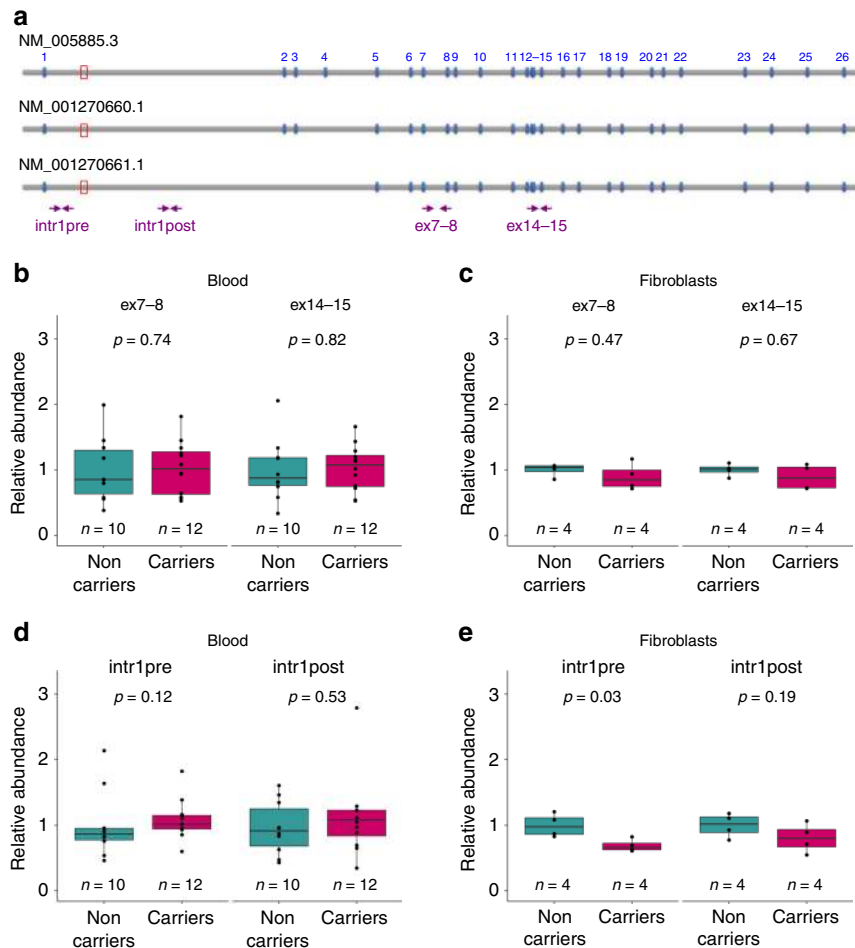 a
NM_005885.3
1 2 3 4 5 6 7 8 9 10 11 12–15 16 17 18 19 20 21 22 23 24 25 26
NM_001270660.1
NM_001270661.1
intr1pre intr1post ex7–8 ex14–15
b Blood
ex7–8 ex14–15
p = 0.74 p = 0.82
Relative abundance
3
2
1
0
n = 10 n = 12 n = 10 n = 12
Non carriers Carriers Non carriers Carriers
c Fibroblasts
ex7–8 ex14–15
p = 0.47 p = 0.67
Relative abundance
3
2
1
0
n = 4 n = 4 n = 4 n = 4
Non carriers Carriers Non carriers Carriers
d Blood
intr1pre intr1post
p = 0.12 p = 0.53
Relative abundance
3
2
1
0
n = 10 n = 12 n = 10 n = 12
Non carriers Carriers Non carriers Carriers
e Fibroblasts
intr1pre intr1post
p = 0.03 p = 0.19
Relative abundance
3
2
1
0
n = 4 n = 4 n = 4 n = 4
Non carriers Carriers Non carriers Carriers